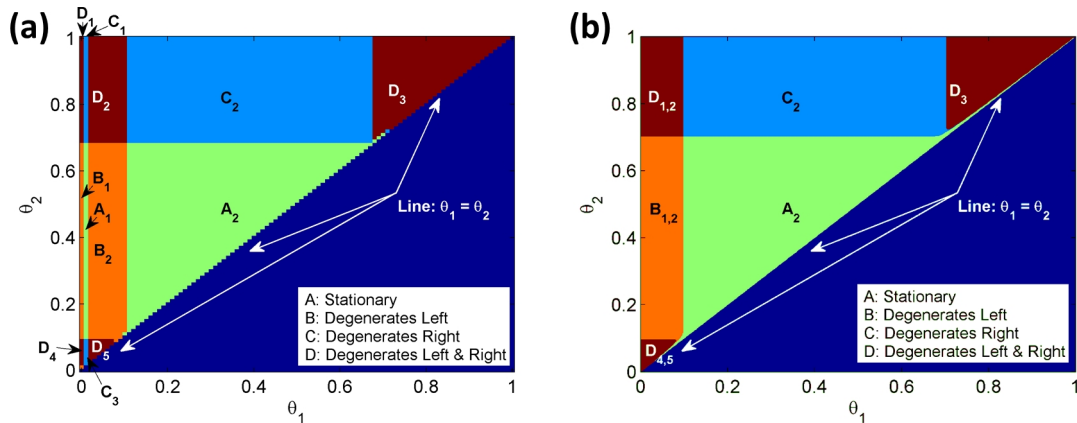 (a)
D1
C1
1
0.8
0.6
0.4
0.2
0
θ2
D2
C2
D3
B1
A1
B2
A2
Line: θ1 = θ2
A: Stationary
B: Degenerates Left
C: Degenerates Right
D: Degenerates Left & Right
D4
D5
C3
0.2
0.4
0.6
0.8
1
θ1
(b)
1
0.8
0.6
0.4
0.2
0
θ2
D1,2
C2
D3
B1,2
A2
Line: θ1 = θ2
A: Stationary
B: Degenerates Left
C: Degenerates Right
D: Degenerates Left & Right
D4,5
0.2
0.4
0.6
0.8
1
θ1